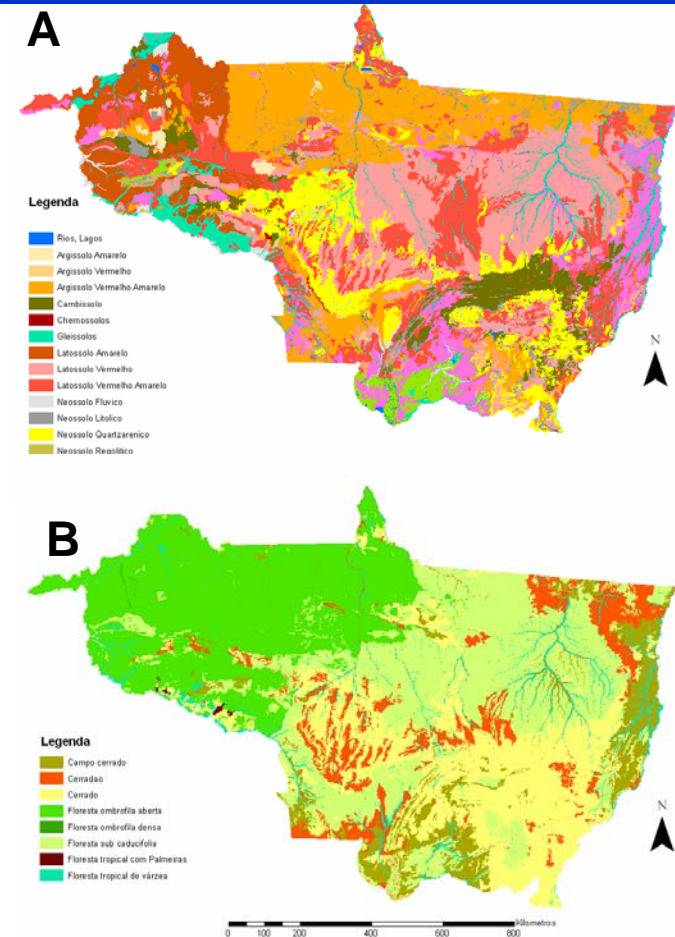 A
Legenda
Rios, Lagos
Argissolo Amarelo
Argissolo Vermelho
Argissolo Vermelho Amarelo
Cambissolo
Chernossolos
Gleissolos
Latossolo Amarelo
Latossolo Vermelho
Latossolo Vermelho Amarelo
Neossolo Fluvico
Neossolo Litolico
Neossolo Quartzarenico
Neossolo Regolitico
N
B
Legenda
Campo cerrado
Cerradao
Cerrado
Floresta ombrofila aberta
Floresta ombrofila densa
Floresta sub caducifolia
Floresta tropical com Palmeiras
Floresta tropical de várzea
N
Kilometros
0 100 200 400 600 800